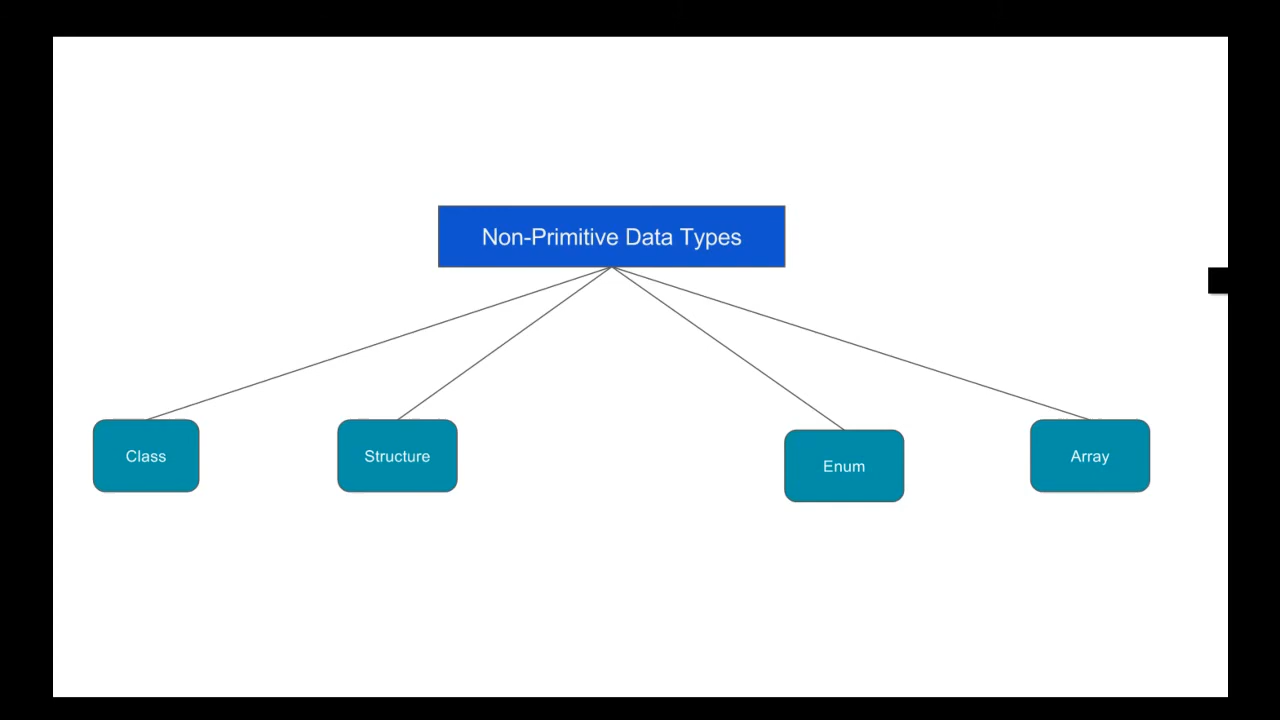 Non-Primitive Data Types
Class
Structure
Enum
Array